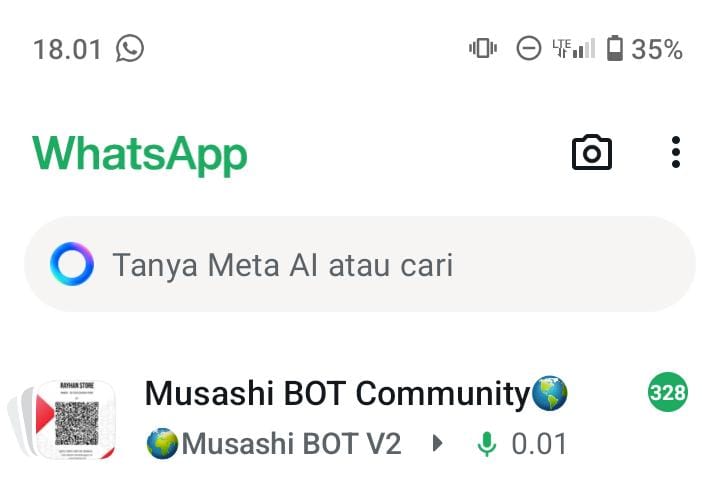 18.01 LTE 35%
WhatsApp
Tanya Meta AI atau cari
RAYHAN STORE
Musashi BOT Community🌎 328
🌍Musashi BOT V2 ▸ 0.01